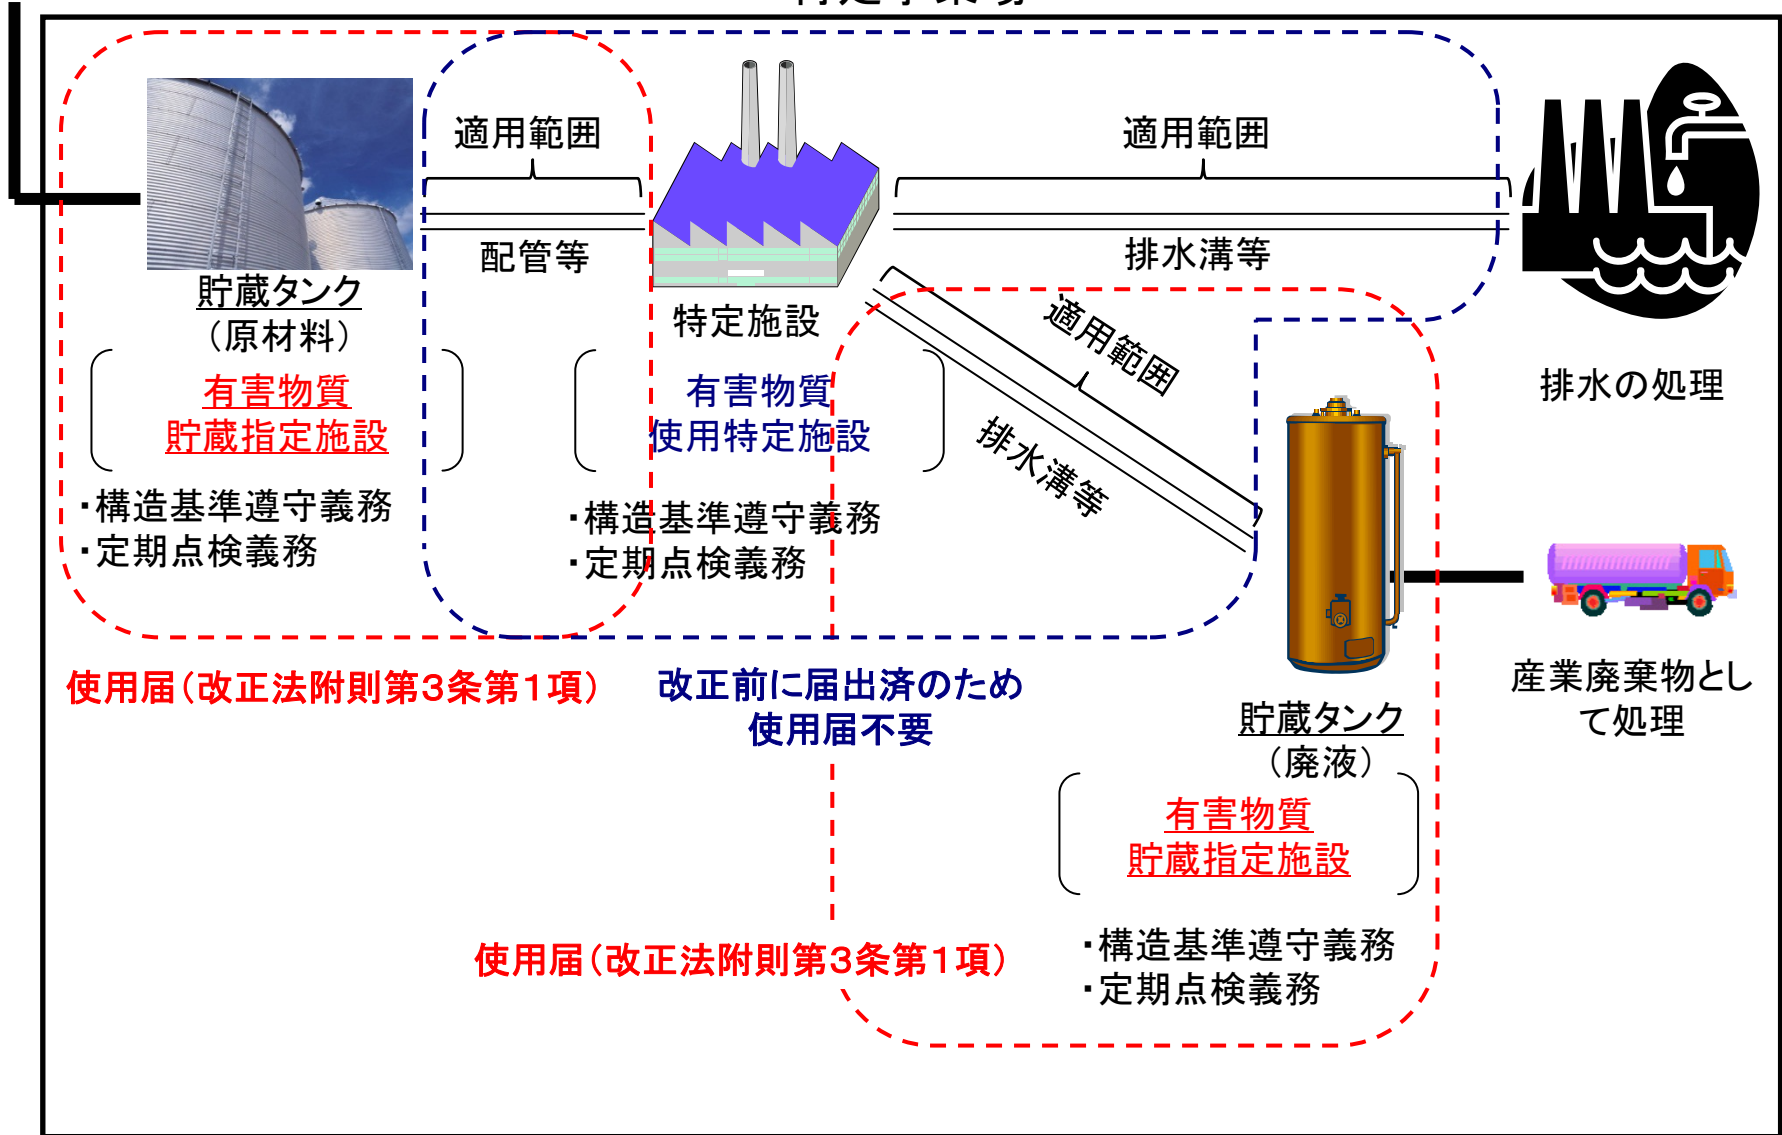 適用範囲
適用範囲
配管等
排水溝等
貯蔵タンク
（原材料）
特定施設
適用範囲
排水溝等
排水の処理
有害物質
貯蔵指定施設
有害物質
使用特定施設
・構造基準遵守義務
・定期点検義務
・構造基準遵守義務
・定期点検義務
使用届（改正法附則第３条第１項）
改正前に届出済のため
使用届不要
産業廃棄物とし
て処理
貯蔵タンク
（廃液）
有害物質
貯蔵指定施設
使用届（改正法附則第３条第１項）
・構造基準遵守義務
・定期点検義務